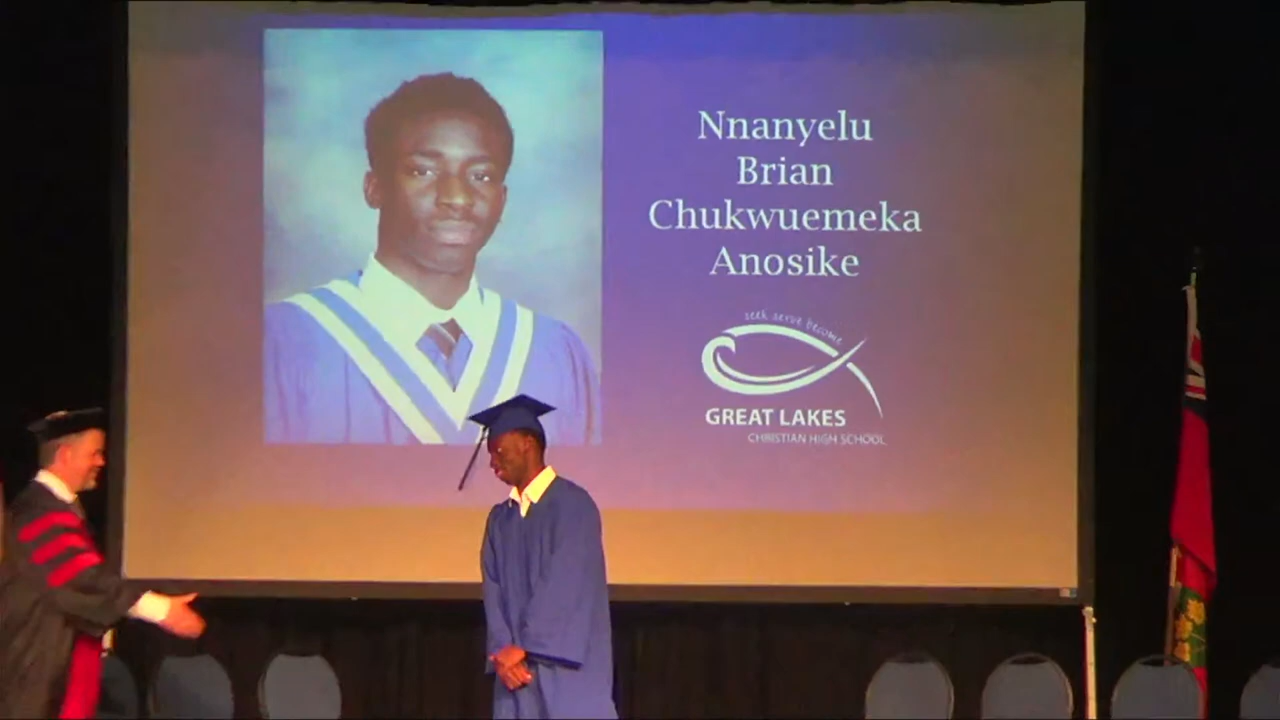 Nnanyelu
Brian
Chukwuemeka
Anosike
seek serve become
GREAT LAKES
CHRISTIAN HIGH SCHOOL